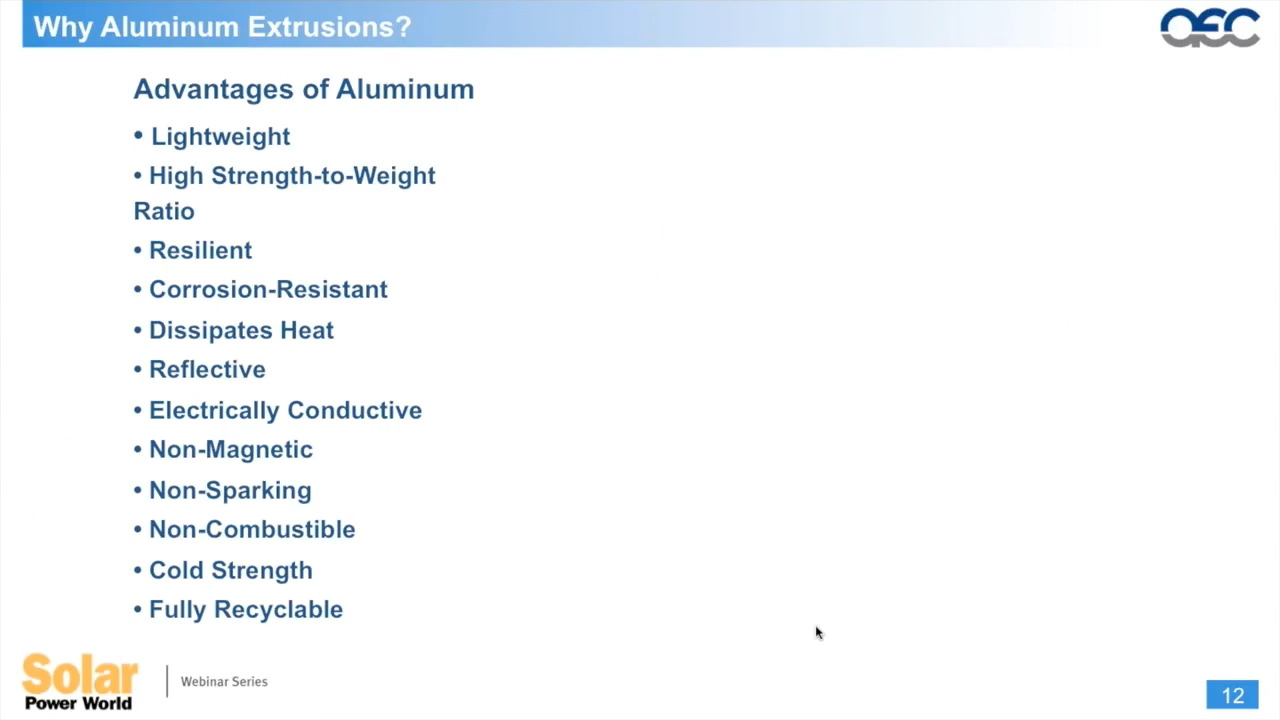 Why Aluminum Extrusions?
AEC
Advantages of Aluminum
• Lightweight
• High Strength-to-Weight
Ratio
• Resilient
• Corrosion-Resistant
• Dissipates Heat
• Reflective
• Electrically Conductive
• Non-Magnetic
• Non-Sparking
• Non-Combustible
• Cold Strength
• Fully Recyclable
Solar
Power World
Webinar Series
12